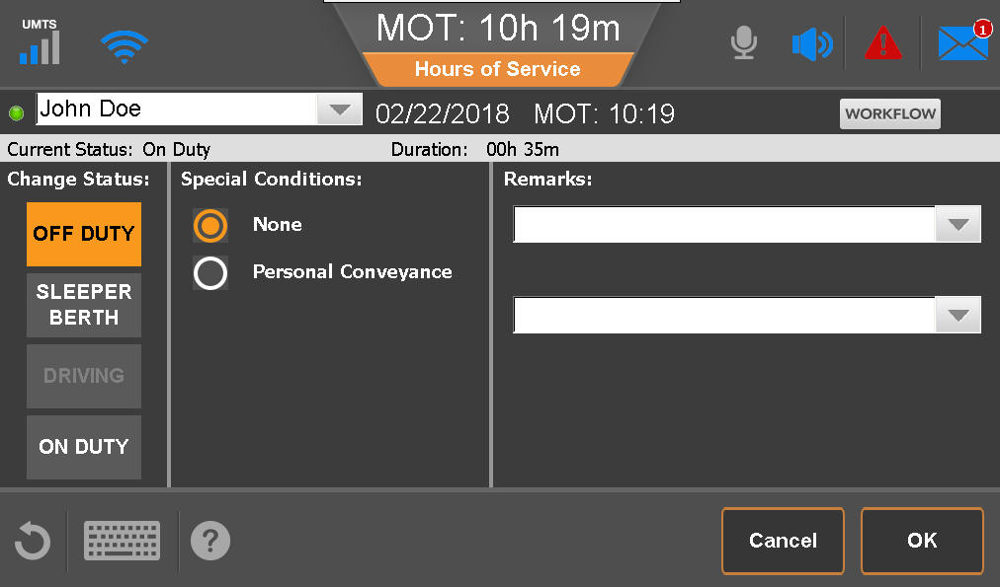 UMTS
MOT: 10h 19m
Hours of Service
1
John Doe
02/22/2018 MOT: 10:19
WORKFLOW
Current Status: On Duty
Duration: 00h 35m
Change Status:
Special Conditions:
Remarks:
OFF DUTY
None
SLEEPER
BERTH
Personal Conveyance
DRIVING
ON DUTY
?
Cancel
OK